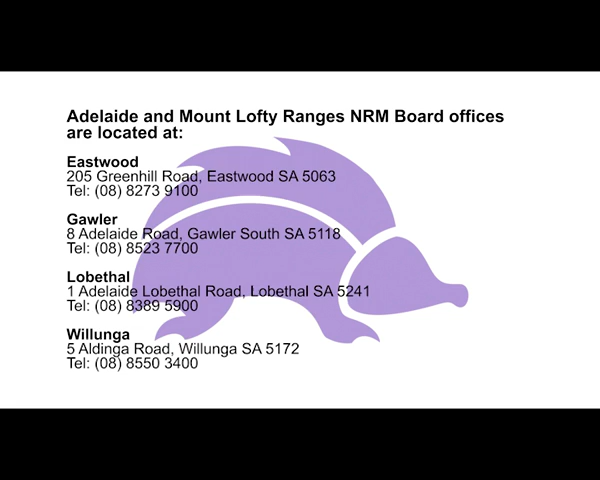 Adelaide and Mount Lofty Ranges NRM Board offices
are located at:
Eastwood
205 Greenhill Road, Eastwood SA 5063
Tel: (08) 8273 9100
Gawler
8 Adelaide Road, Gawler South SA 5118
Tel: (08) 8523 7700
Lobethal
1 Adelaide Lobethal Road, Lobethal SA 5241
Tel: (08) 8389 5900
Willunga
5 Aldinga Road, Willunga SA 5172
Tel: (08) 8550 3400